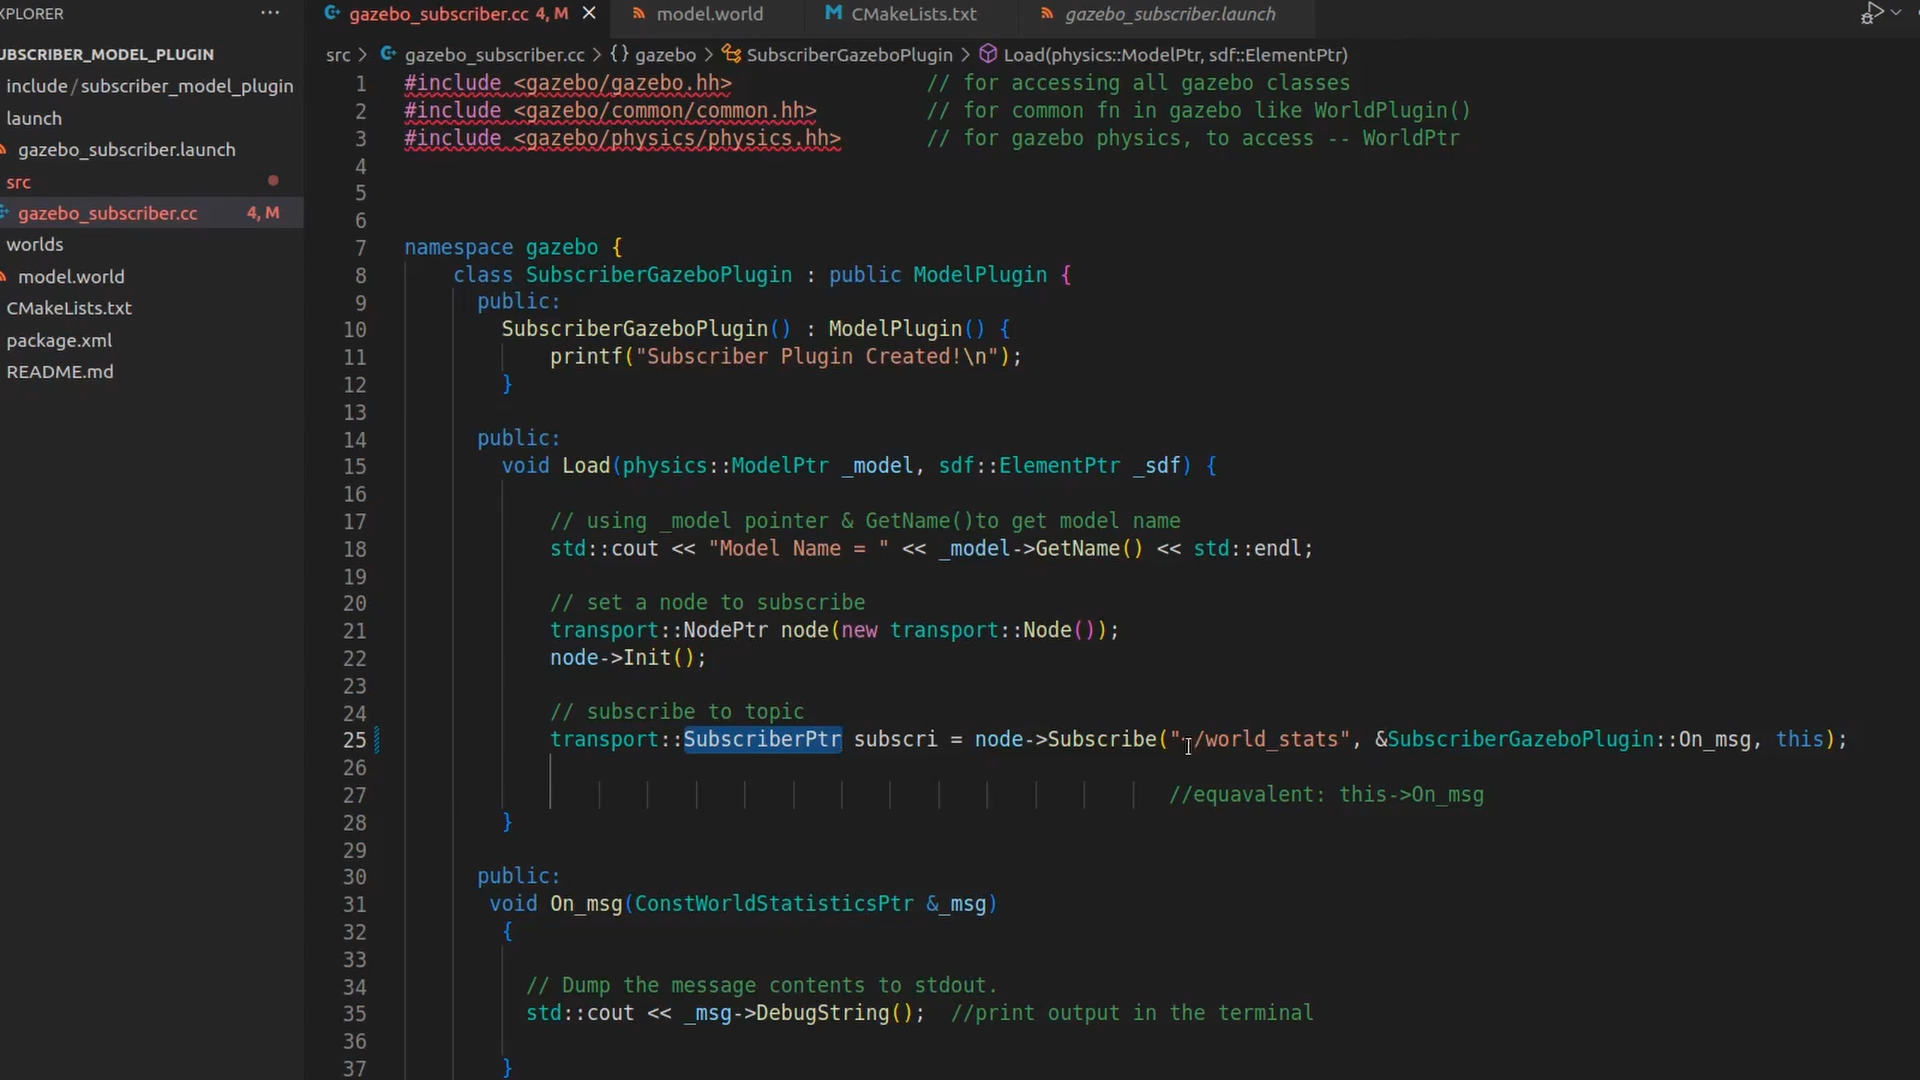 XPLORER ...
UBSCRIBER_MODEL_PLUGIN
include / subscriber_model_plugin
launch
gazebo_subscriber.launch
src
gazebo_subscriber.cc 4, M
worlds
model.world
CMakeLists.txt
package.xml
README.md
gazebo_subscriber.cc 4, M
model.world
CMakeLists.txt
gazebo_subscriber.launch
src > gazebo_subscriber.cc > {} gazebo > SubscriberGazeboPlugin > Load(physics::ModelPtr, sdf::ElementPtr)
1 #include <gazebo/gazebo.hh> // for accessing all gazebo classes
2 #include <gazebo/common/common.hh> // for common fn in gazebo like WorldPlugin()
3 #include <gazebo/physics/physics.hh> // for gazebo physics, to access -- WorldPtr
4
5
6
7 namespace gazebo {
8 class SubscriberGazeboPlugin : public ModelPlugin {
9 public:
10 SubscriberGazeboPlugin() : ModelPlugin() {
11 printf("Subscriber Plugin Created!\n");
12 }
13
14 public:
15 void Load(physics::ModelPtr _model, sdf::ElementPtr _sdf) {
16
17 // using _model pointer & GetName()to get model name
18 std::cout << "Model Name = " << _model->GetName() << std::endl;
19
20 // set a node to subscribe
21 transport::NodePtr node(new transport::Node());
22 node->Init();
23
24 // subscribe to topic
25 transport::SubscriberPtr subscri = node->Subscribe("~/world_stats", &SubscriberGazeboPlugin::On_msg, this);
26
27 //equavalent: this->On_msg
28 }
29
30 public:
31 void On_msg(ConstWorldStatisticsPtr &_msg)
32 {
33
34 // Dump the message contents to stdout.
35 std::cout << _msg->DebugString(); //print output in the terminal
36
37 }